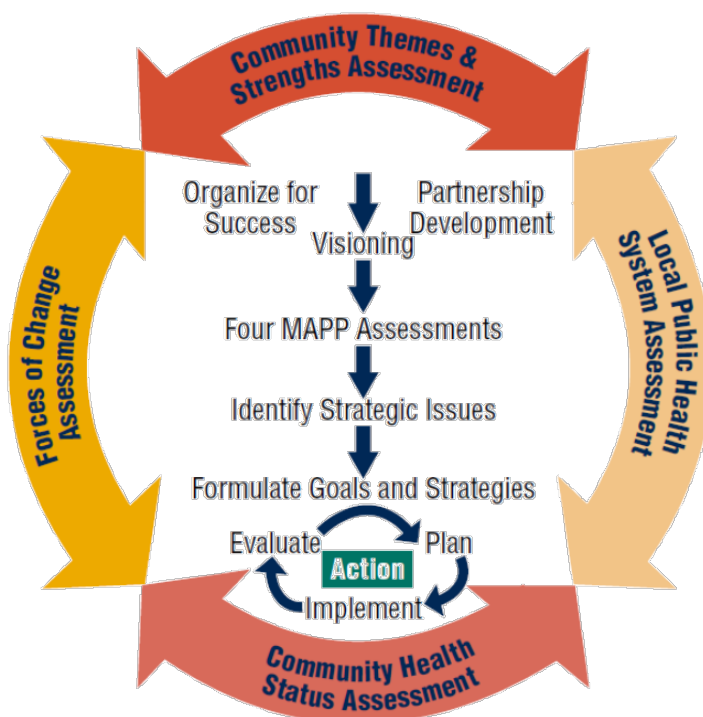 Community Themes &
Strengths Assessment
Organize for
Success
Partnership
Development
Visioning
Four MAPP Assessments
Identify Strategic Issues
Formulate Goals and Strategies
Evaluate
Plan
Action
Implement
Forces of Change
Assessment
Local Public Health
System Assessment
Community Health
Status Assessment